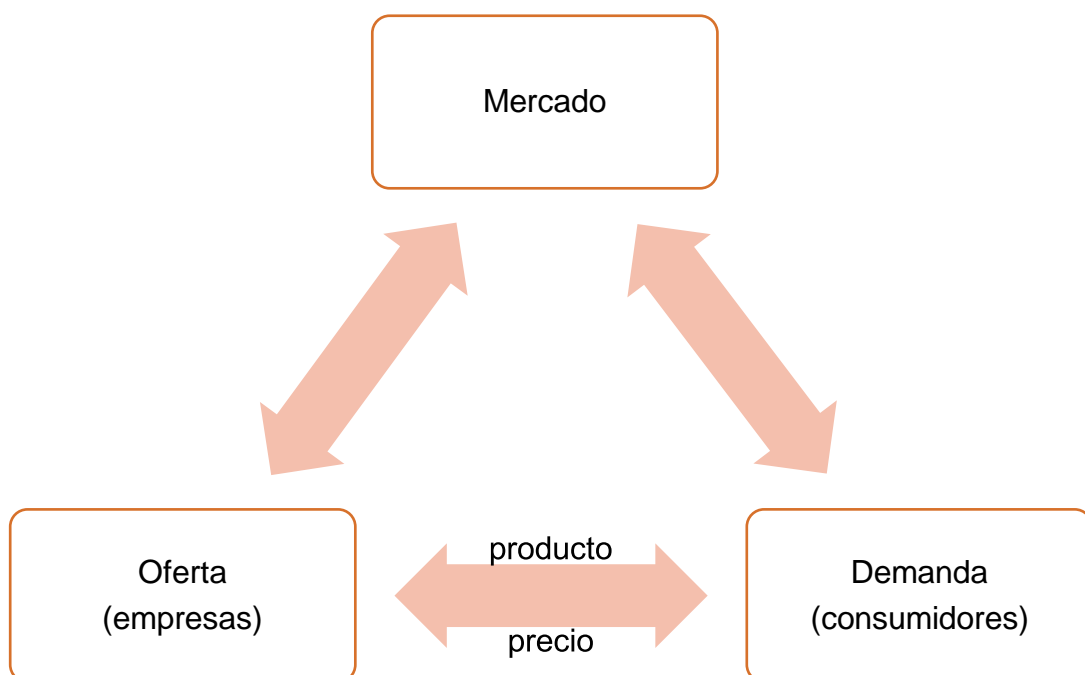 Mercado
Oferta
(empresas)
producto
precio
Demanda
(consumidores)